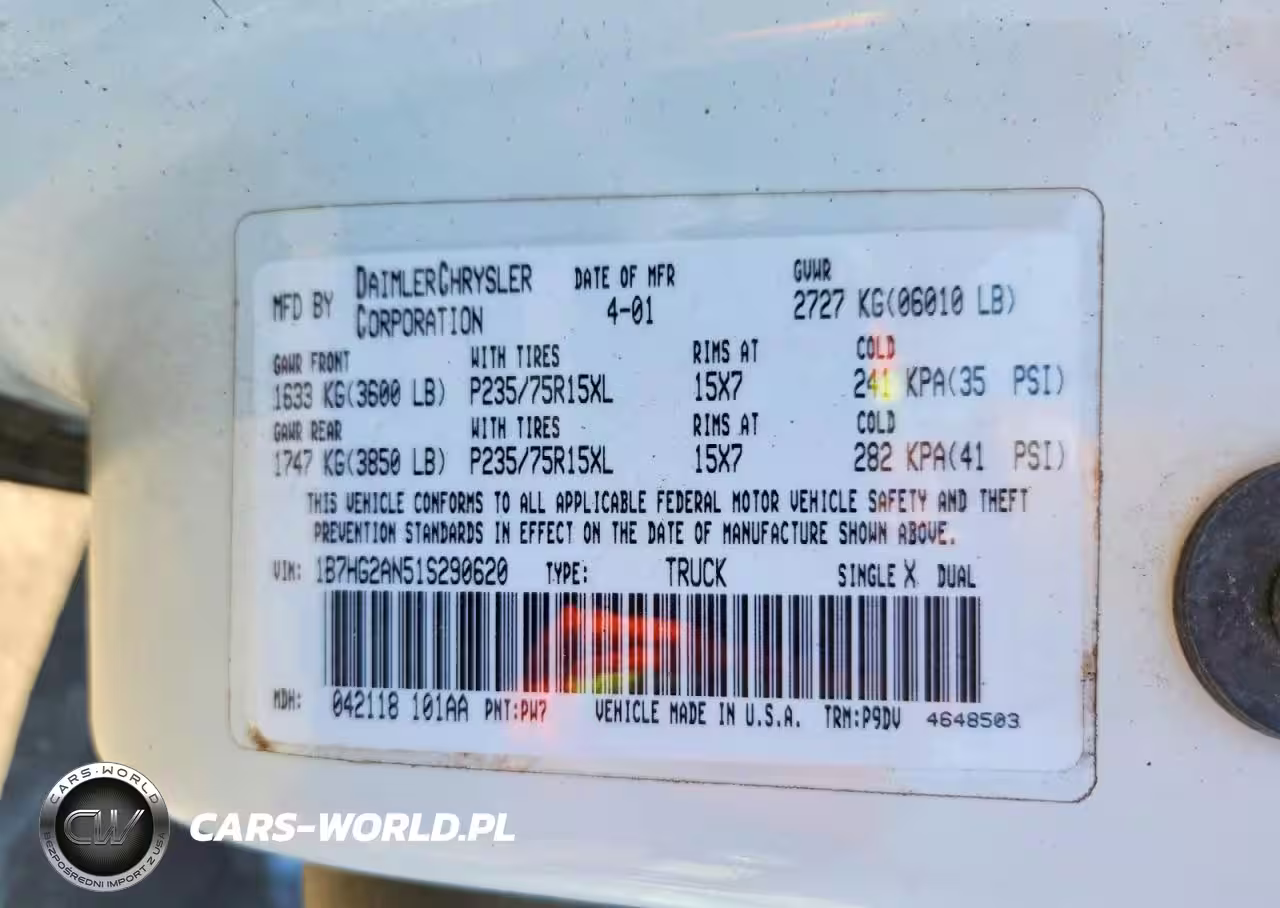 MFD BY DAIMLERCHRYSLER CORPORATION DATE OF MFR 4-01 GVWR 2727 KG(06010 LB)
GAWR FRONT WITH TIRES RIMS AT COLD
1633 KG(3600 LB) P235/75R15XL 15X7 241 KPA(35 PSI)
GAWR REAR WITH TIRES RIMS AT COLD
1747 KG(3850 LB) P235/75R15XL 15X7 282 KPA(41 PSI)
THIS VEHICLE CONFORMS TO ALL APPLICABLE FEDERAL MOTOR VEHICLE SAFETY AND THEFT
PREVENTION STANDARDS IN EFFECT ON THE DATE OF MANUFACTURE SHOWN ABOVE.
VIN: 1B7HG2AN51S290620 TYPE: TRUCK SINGLE X DUAL
MDH: 042118 101AA PNT:PW7 VEHICLE MADE IN U.S.A. TRM:P9DV 4648503
CARS-WORLD
CW
BEZPOŚREDNI IMPORT Z USA
CARS-WORLD.PL